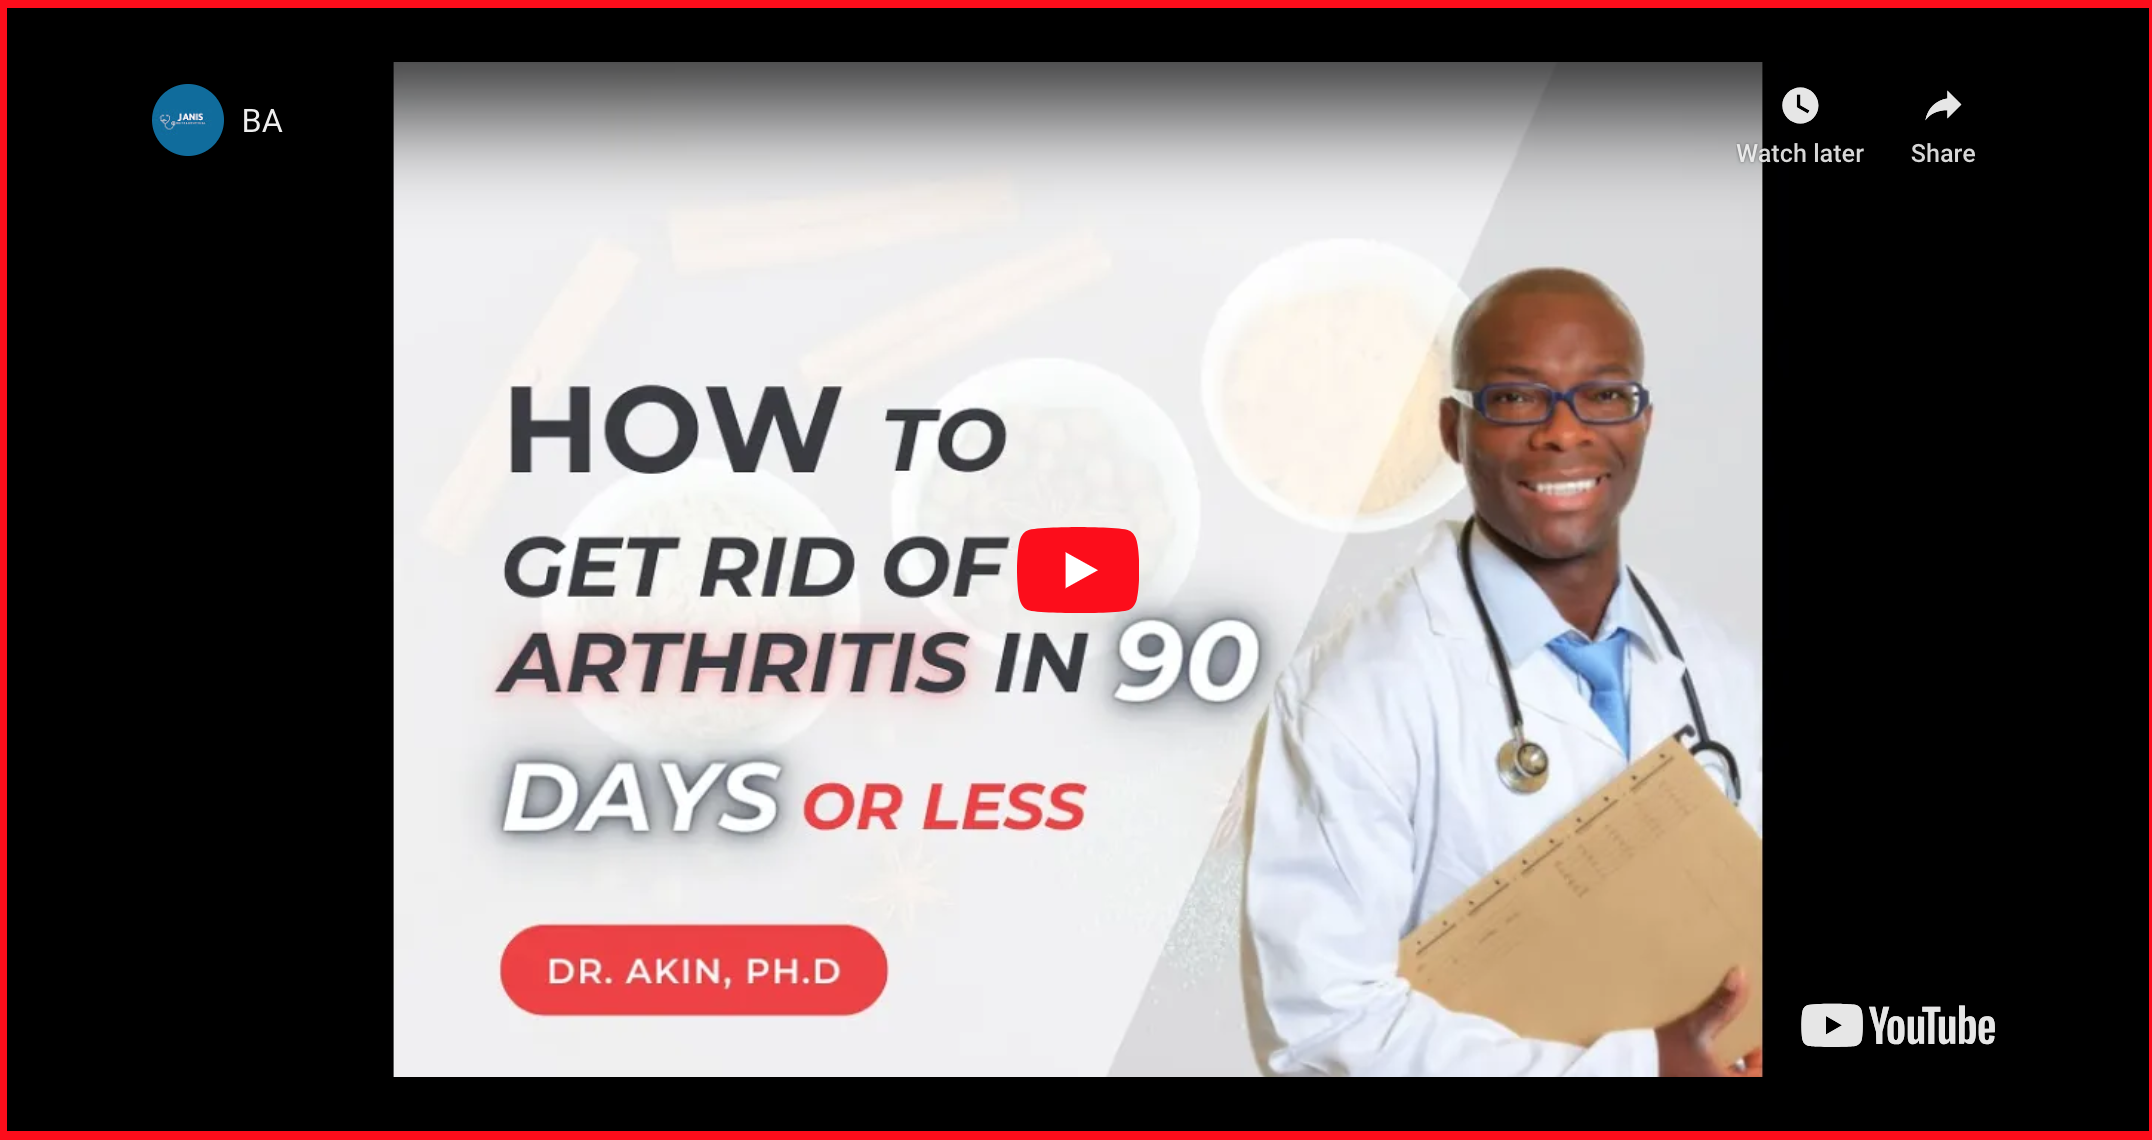 JANIS
BA
Watch later
Share
HOW TO
GET RID OF
ARTHRITIS IN 90
DAYS OR LESS
DR. AKIN, PH.D
YouTube